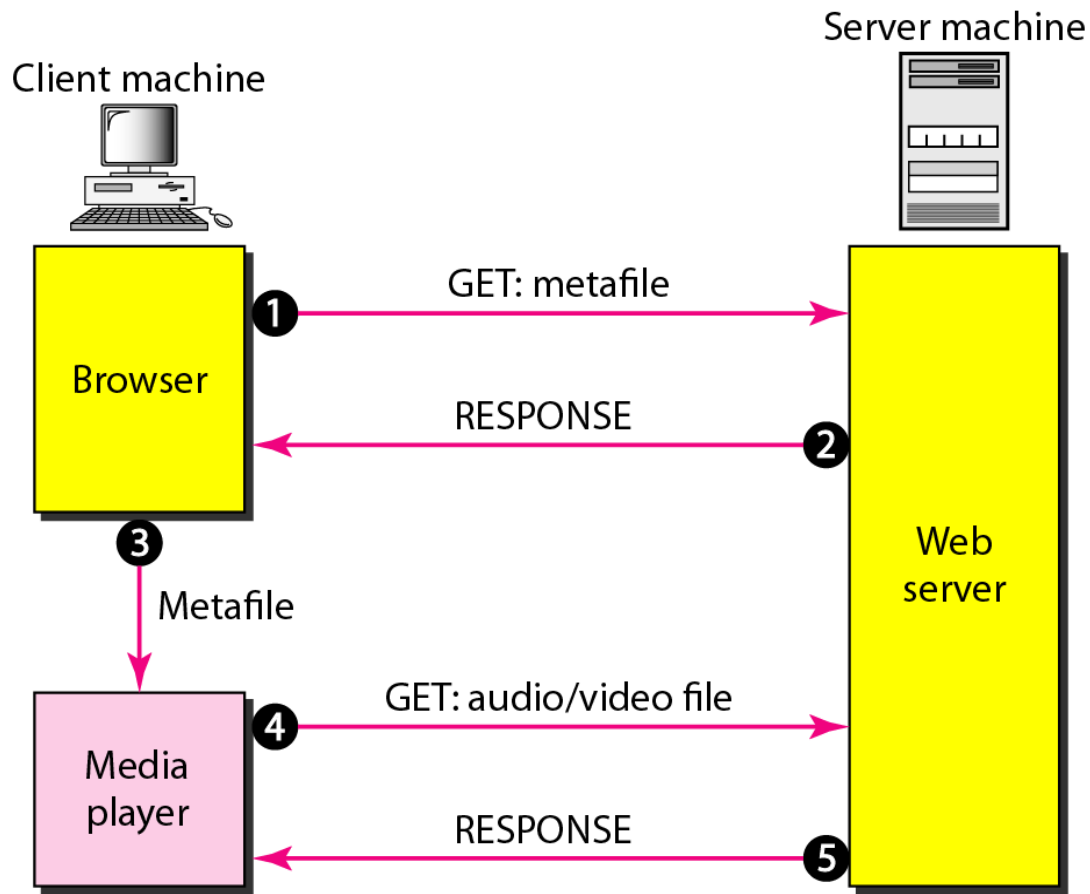 Server machine
Client machine
1
GET: metafile
Browser
RESPONSE
2
3
Metafile
Web
server
4
GET: audio/video file
Media
player
RESPONSE
5